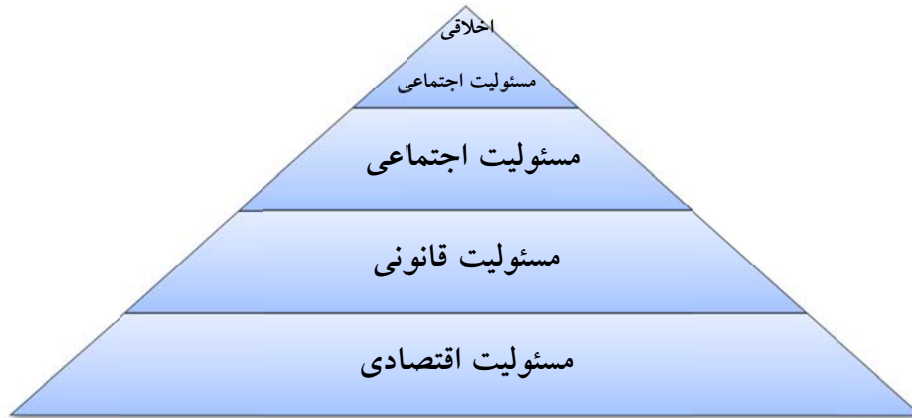 اخلاقی
مسئولیت اجتماعی
مسئولیت اجتماعی
مسئولیت قانونی
مسئولیت اقتصادی